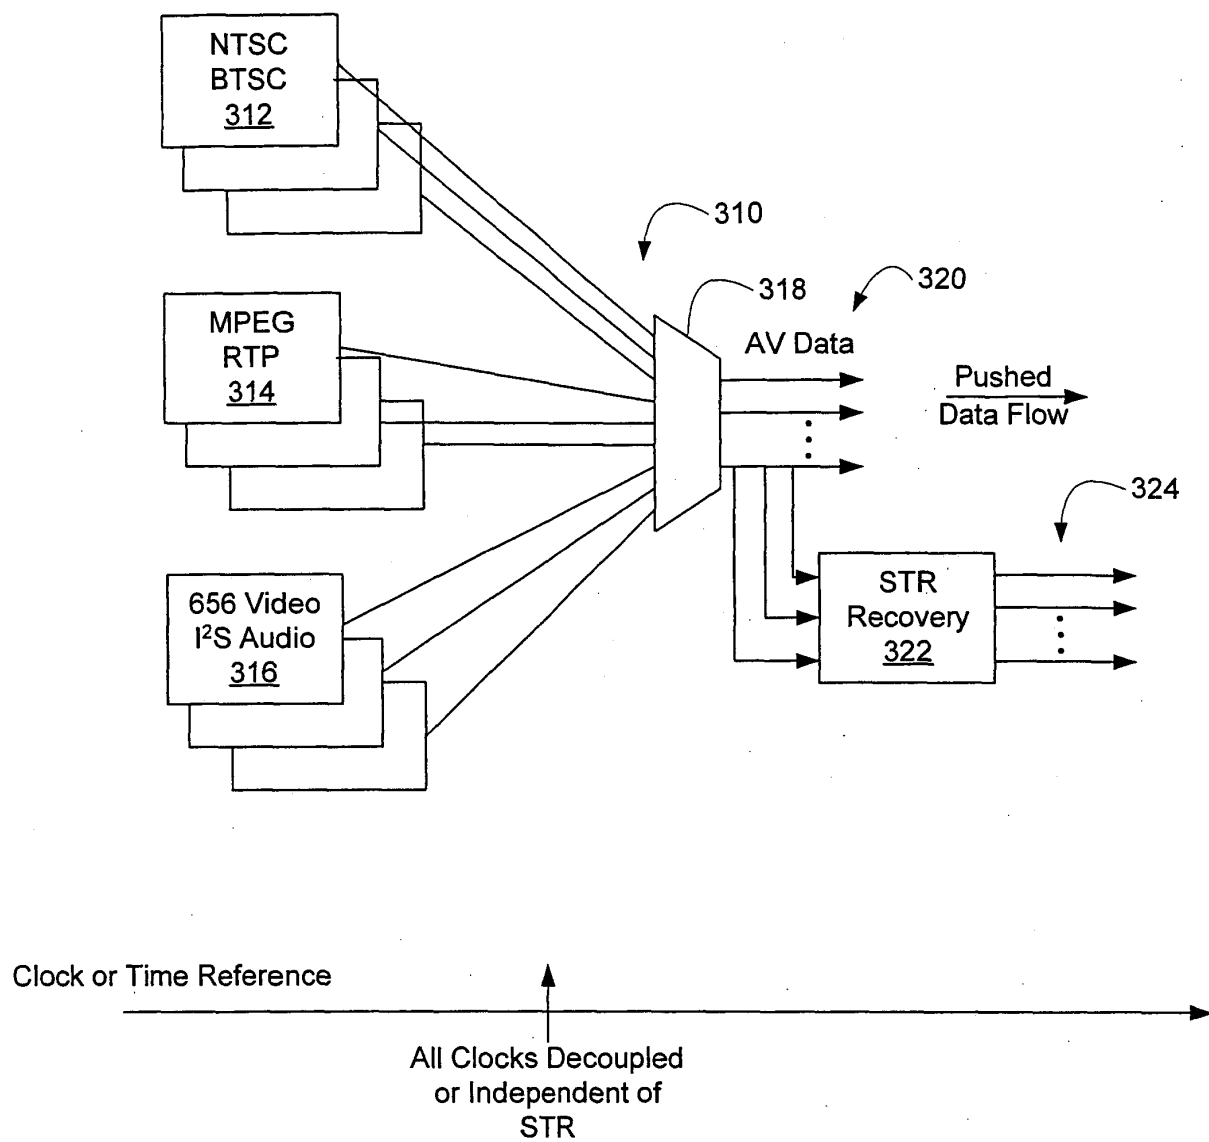 NTSC
BTSC
312
310
320
318
MPEG
RTP
314
AV Data
Pushed
Data Flow
324
656 Video
I²S Audio
316
STR
Recovery
322
Clock or Time Reference
All Clocks Decoupled
or Independent of
STR